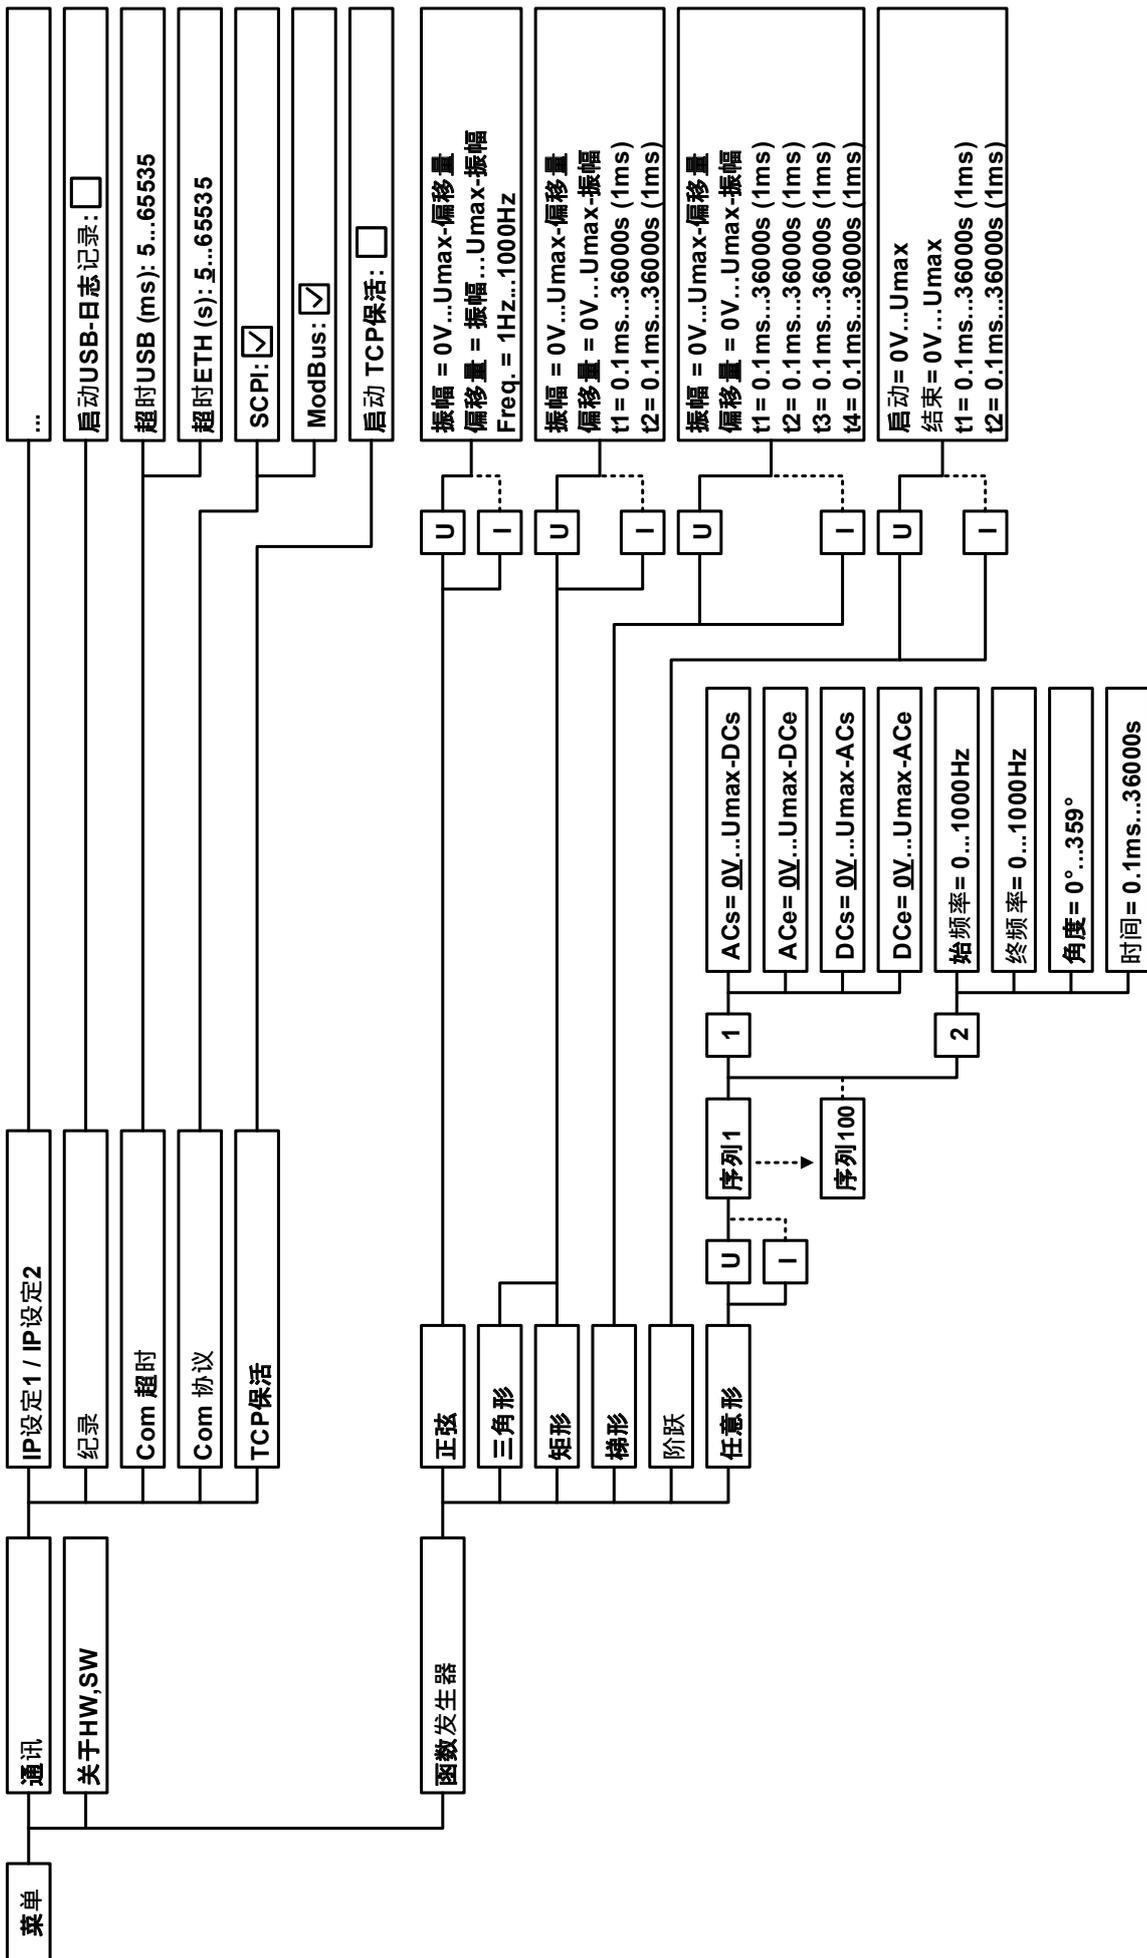 菜单
通讯
关于HW,SW
函数发生器
IP设定1 / IP设定2
纪录
Com 超时
Com 协议
TCP保活
...
启动USB-日志记录:
超时USB (ms): 5...65535
超时ETH (s): 5...65535
SCPI:
ModBus:
启动 TCP保活:
正弦
三角形
矩形
梯形
阶跃
任意形
U
I
振幅 = 0V...Umax-偏移量
偏移量 = 振幅...Umax-振幅
Freq. = 1Hz...1000Hz
U
I
振幅 = 0V...Umax-偏移量
偏移量 = 0V...Umax-振幅
t1= 0.1ms...36000s (1ms)
t2= 0.1ms...36000s (1ms)
U
I
振幅 = 0V...Umax-偏移量
偏移量 = 0V...Umax-振幅
t1= 0.1ms...36000s (1ms)
t2= 0.1ms...36000s (1ms)
t3= 0.1ms...36000s (1ms)
t4= 0.1ms...36000s (1ms)
U
I
启动= 0V...Umax
结束= 0V...Umax
t1= 0.1ms...36000s (1ms)
t2= 0.1ms...36000s (1ms)
U
I
序列1
序列100
1
ACs= 0V...Umax-DCs
ACe= 0V...Umax-DCe
DCs= 0V...Umax-ACs
DCe= 0V...Umax-ACe
2
始频率= 0...1000Hz
终频率= 0...1000Hz
角度= 0°...359°
时间= 0.1ms...36000s